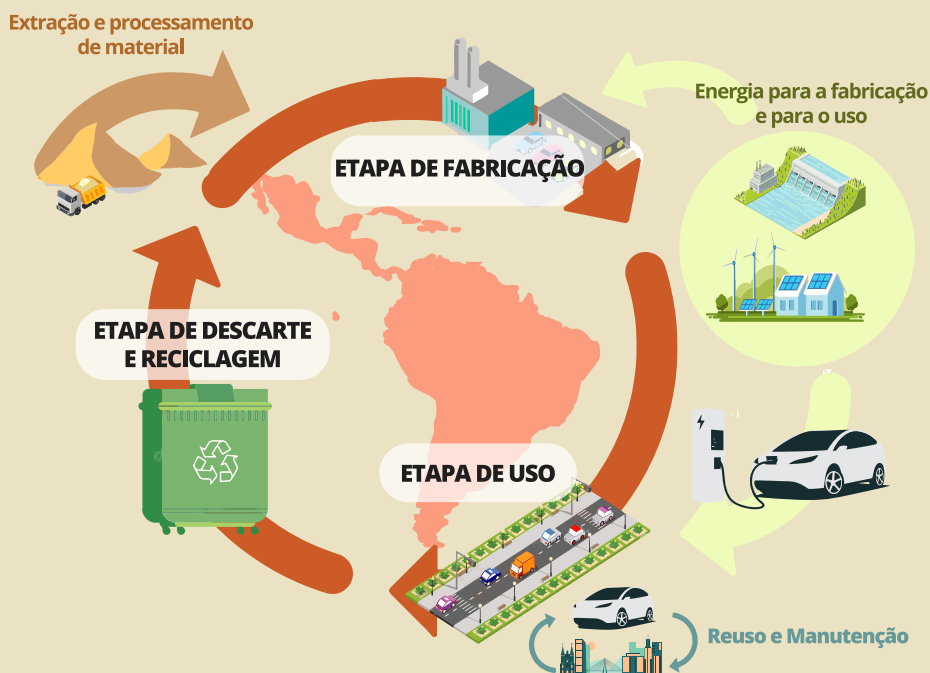 Extração e processamento
de material
Energia para a fabricação
e para o uso
ETAPA DE FABRICAÇÃO
ETAPA DE DESCARTE
E RECICLAGEM
ETAPA DE USO
Reuso e Manutenção